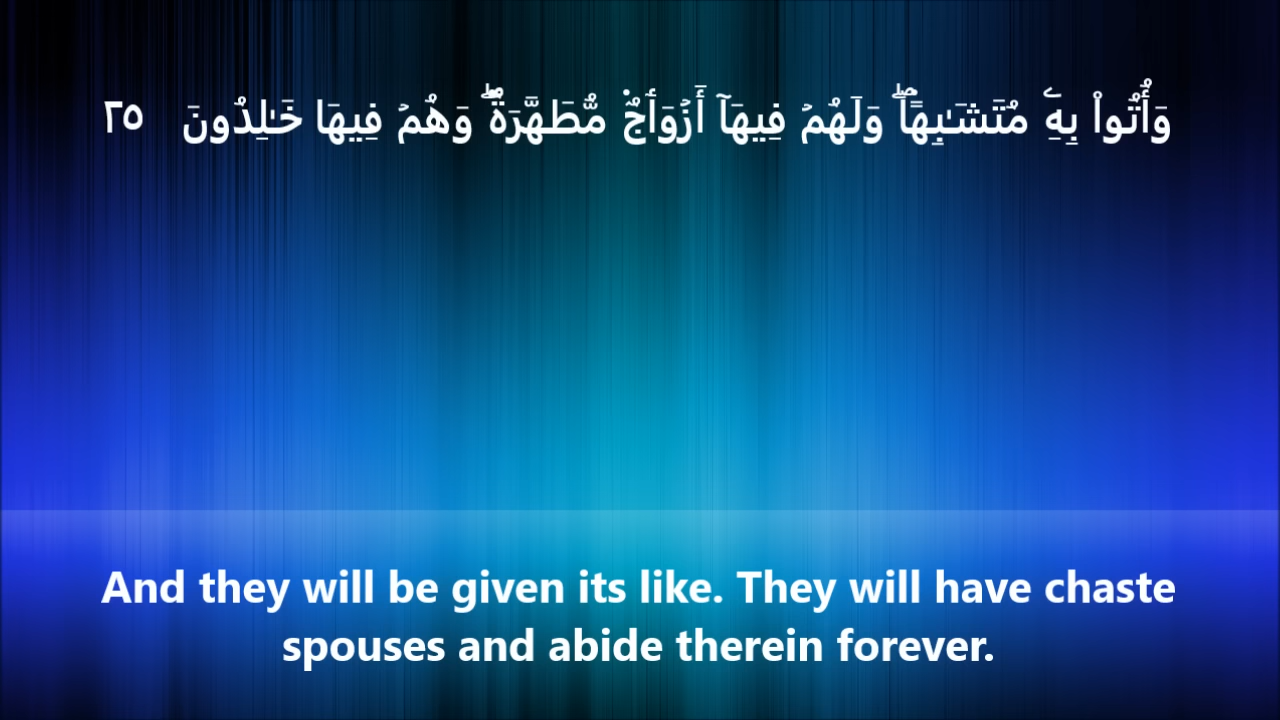 وَأُتُوا۟ بِهِۦ مُتَشَـٰبِهًۭا ۖ وَلَهُمْ فِيهَآ أَزْوَٰجٌۭ مُّطَهَّرَةٌۭ ۖ وَهُمْ فِيهَا خَـٰلِدُونَ ٢٥
And they will be given its like. They will have chaste
spouses and abide therein forever.